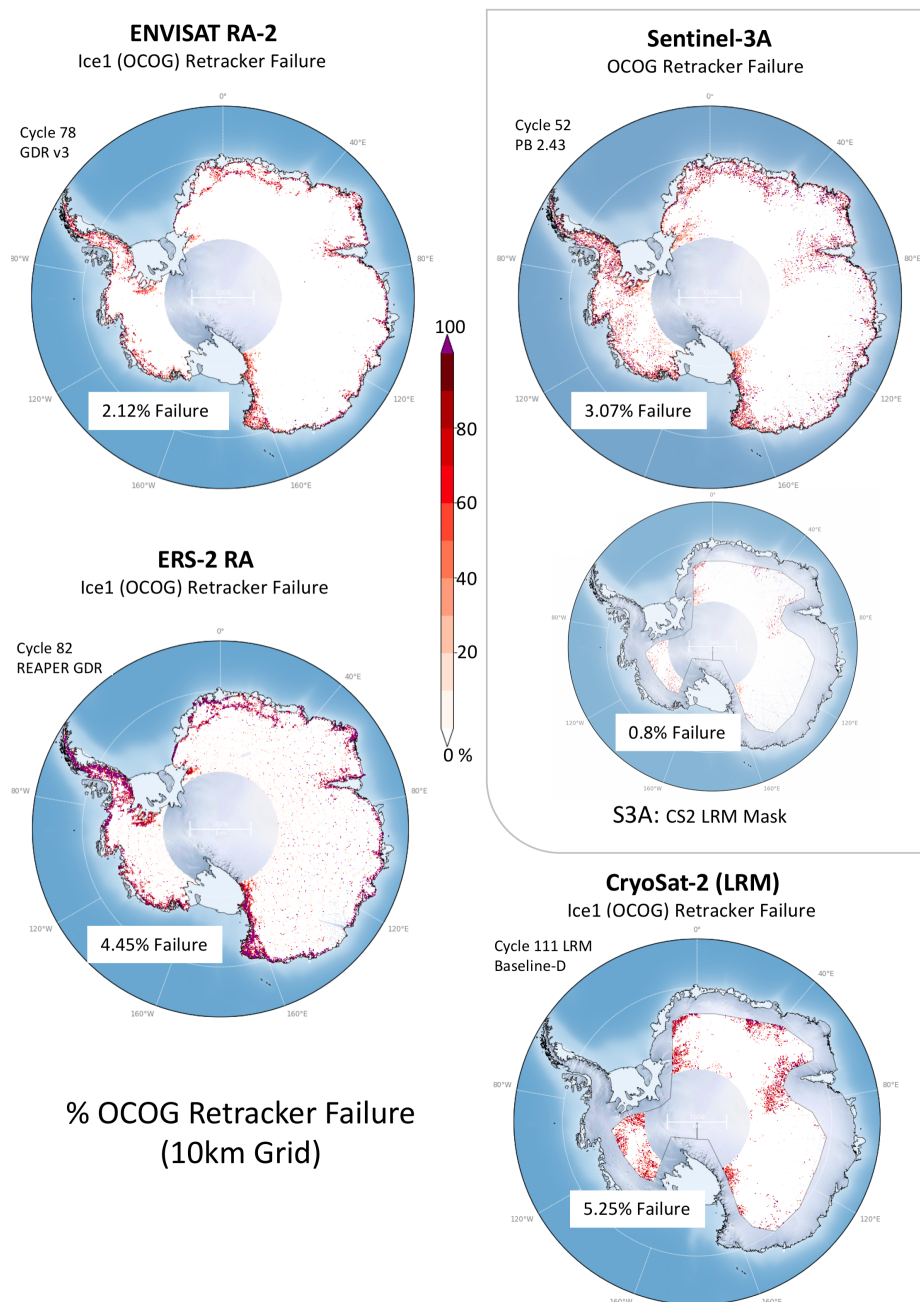 ENVISAT RA-2
Ice1 (OCOG) Retracker Failure
Cycle 78
GDR v3
0°
40°E
80°W
80°E
120°W
120°E
160°W
160°E
2.12% Failure
Sentinel-3A
OCOG Retracker Failure
Cycle 52
PB 2.43
0°
40°E
80°W
80°E
120°W
120°E
160°W
160°E
3.07% Failure
100
80
60
40
20
0 %
0°
40°E
80°W
80°E
120°W
120°E
160°W
160°E
0.8% Failure
S3A: CS2 LRM Mask
ERS-2 RA
Ice1 (OCOG) Retracker Failure
Cycle 82
REAPER GDR
0°
40°E
80°W
80°E
120°W
120°E
160°W
160°E
4.45% Failure
CryoSat-2 (LRM)
Ice1 (OCOG) Retracker Failure
Cycle 111 LRM
Baseline-D
0°
40°E
80°W
80°E
120°W
120°E
160°W
160°E
5.25% Failure
% OCOG Retracker Failure
(10km Grid)